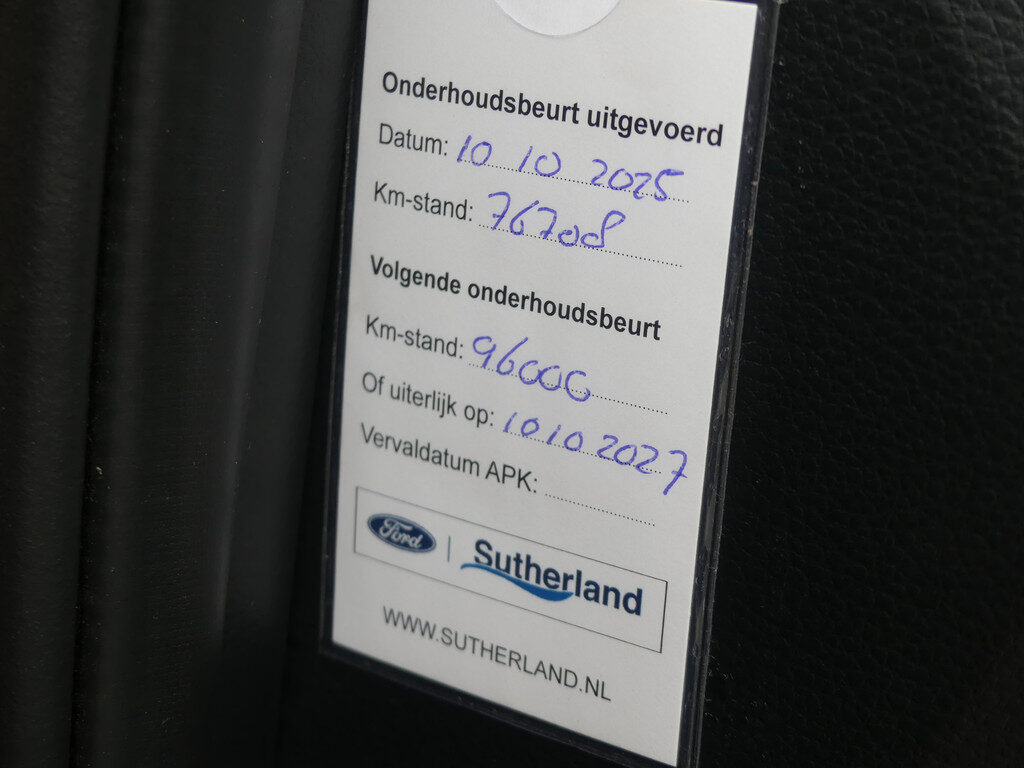 Onderhoudsbeurt uitgevoerd
Datum: 10 10 2025
Km-stand: 76708
Volgende onderhoudsbeurt
Km-stand: 96000
Of uiterlijk op: 10 10 2027
Vervaldatum APK:
Ford | Sutherland
WWW.SUTHERLAND.NL